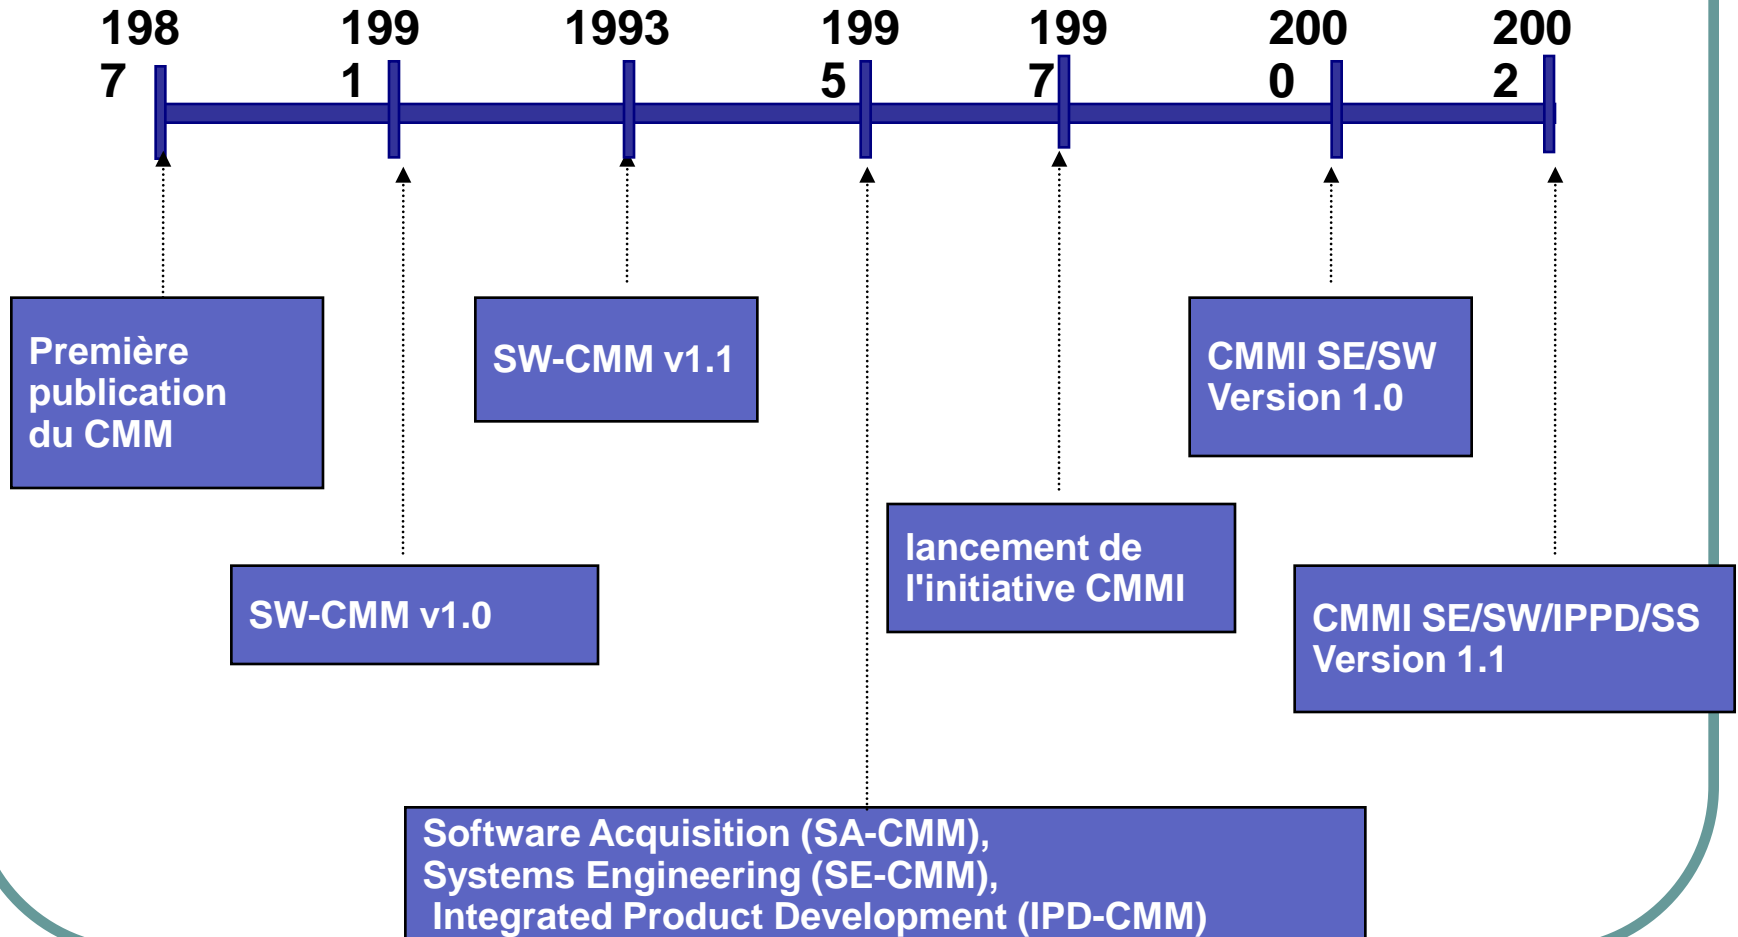 198 199 1993 199 199 200 200
7 1 5 7 0 2
Première
publication
du CMM
SW-CMM v1.1
CMMI SE/SW
Version 1.0
lancement de
l'initiative CMMI
SW-CMM v1.0
CMMI SE/SW/IPPD/SS
Version 1.1
Software Acquisition (SA-CMM),
Systems Engineering (SE-CMM),
Integrated Product Development (IPD-CMM)